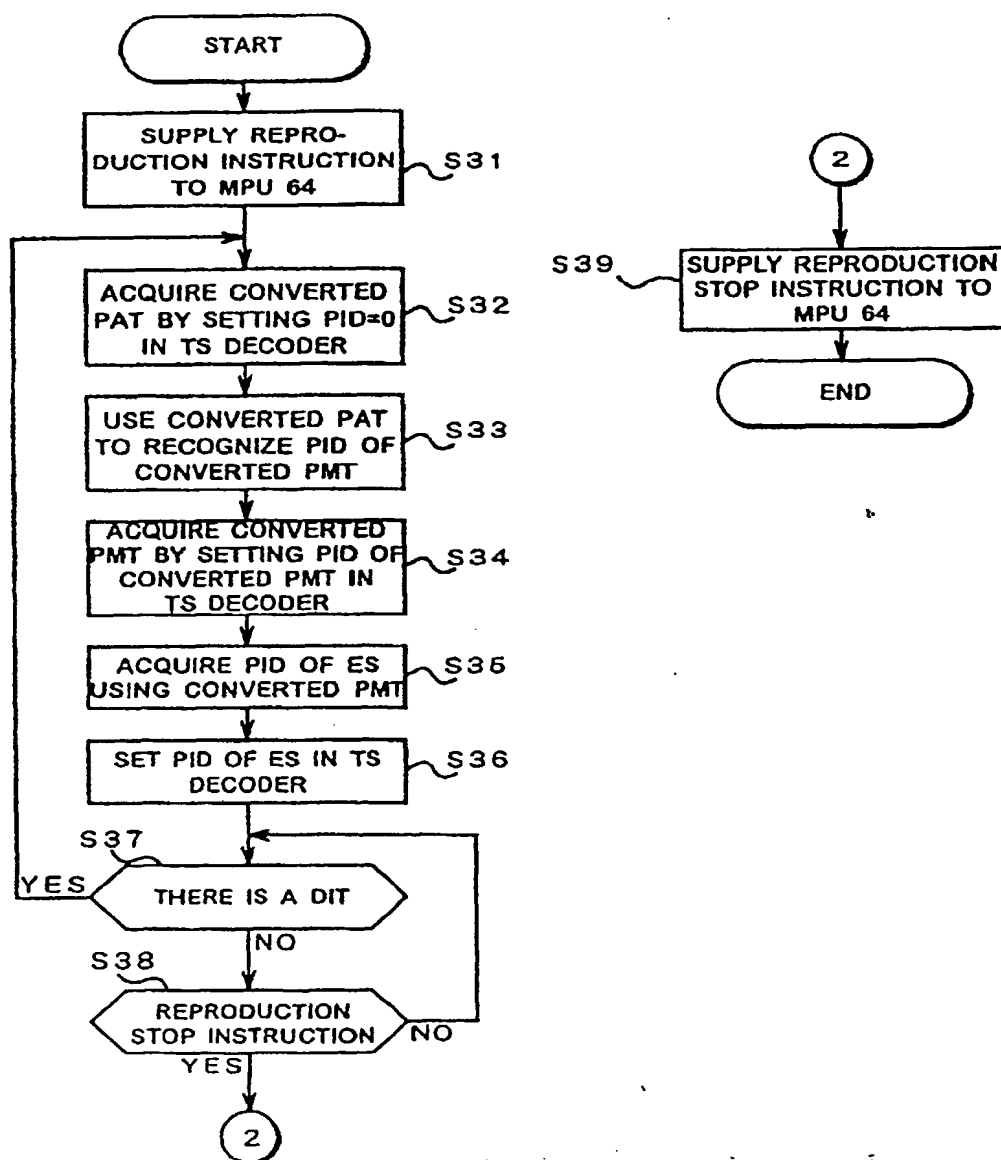 START
SUPPLY REPRO-
DUCTION INSTRUCTION
TO MPU 64
S31
ACQUIRE CONVERTED
PAT BY SETTING PID=0
IN TS DECODER
S32
USE CONVERTED PAT
TO RECOGNIZE PID OF
CONVERTED PMT
S33
ACQUIRE CONVERTED
PMT BY SETTING PID OF
CONVERTED PMT IN
TS DECODER
S34
ACQUIRE PID OF ES
USING CONVERTED PMT
S35
SET PID OF ES IN TS
DECODER
S36
S37
YES
THERE IS A DIT
NO
S38
REPRODUCTION
STOP INSTRUCTION
NO
YES
2
2
S39
SUPPLY REPRODUCTION
STOP INSTRUCTION TO
MPU 64
END